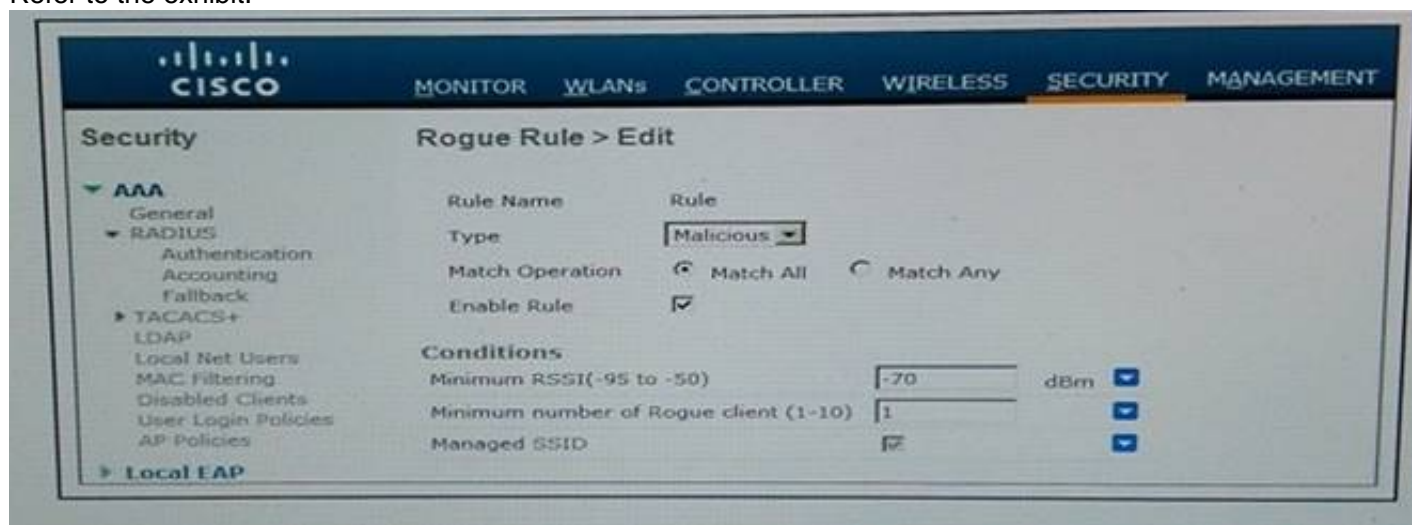 Refer to the exhibit.
CISCO
MONITOR WLANs CONTROLLER WIRELESS SECURITY MANAGEMENT
Security
AAA
General
RADIUS
Authentication
Accounting
Fallback
TACACS+
LDAP
Local Net Users
MAC Filtering
Disabled Clients
User Login Policies
AP Policies
Local EAP
Rogue Rule > Edit
Rule Name Rule
Type Malicious
Match Operation Match All Match Any
Enable Rule
Conditions
Minimum RSSI(-95 to -50) -70 dBm
Minimum number of Rogue client (1-10) 1
Managed SSID